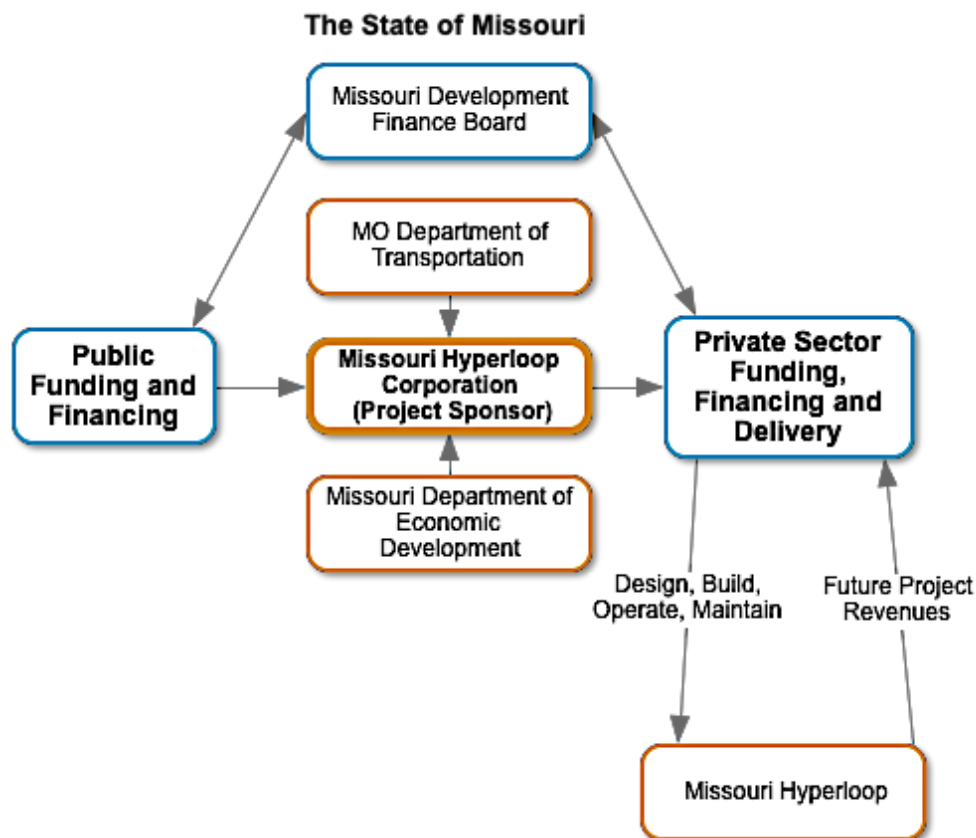 The State of Missouri
Missouri Development
Finance Board
MO Department of
Transportation
Public
Funding and
Financing
Missouri Hyperloop
Corporation
(Project Sponsor)
Private Sector
Funding,
Financing and
Delivery
Missouri Department of
Economic
Development
Design, Build,
Operate, Maintain
Future Project
Revenues
Missouri Hyperloop